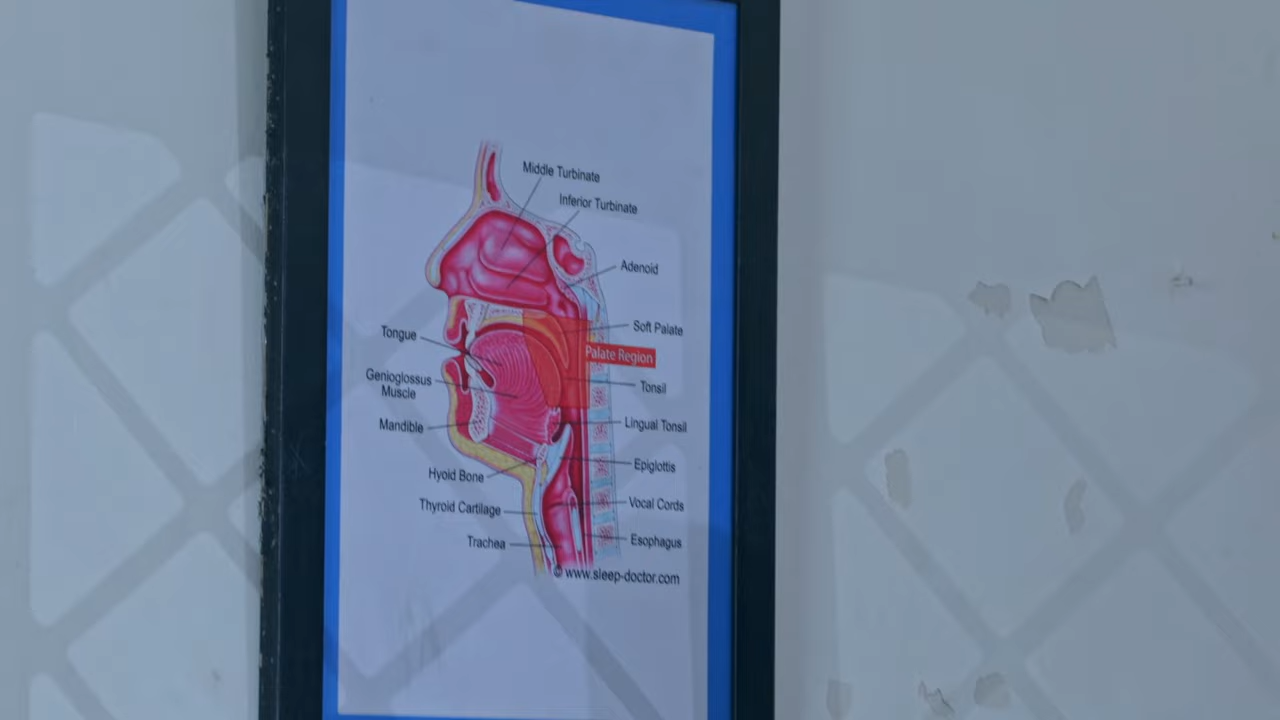 Middle Turbinate
Inferior Turbinate
Adenoid
Soft Palate
Tongue
Palate Region
Genioglossus
Muscle
Tonsil
Mandible
Lingual Tonsil
Epiglottis
Hyoid Bone
Vocal Cords
Thyroid Cartilage
Trachea
Esophagus
© www.sleep-doctor.com